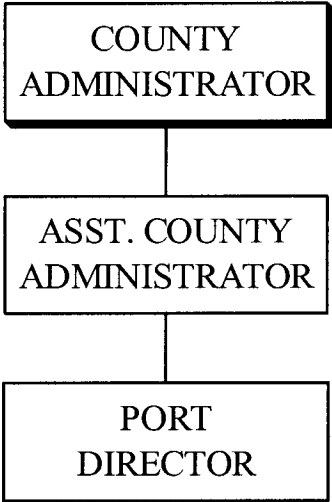 COUNTY
ADMINISTRATOR
ASST. COUNTY
ADMINISTRATOR
PORT
DIRECTOR